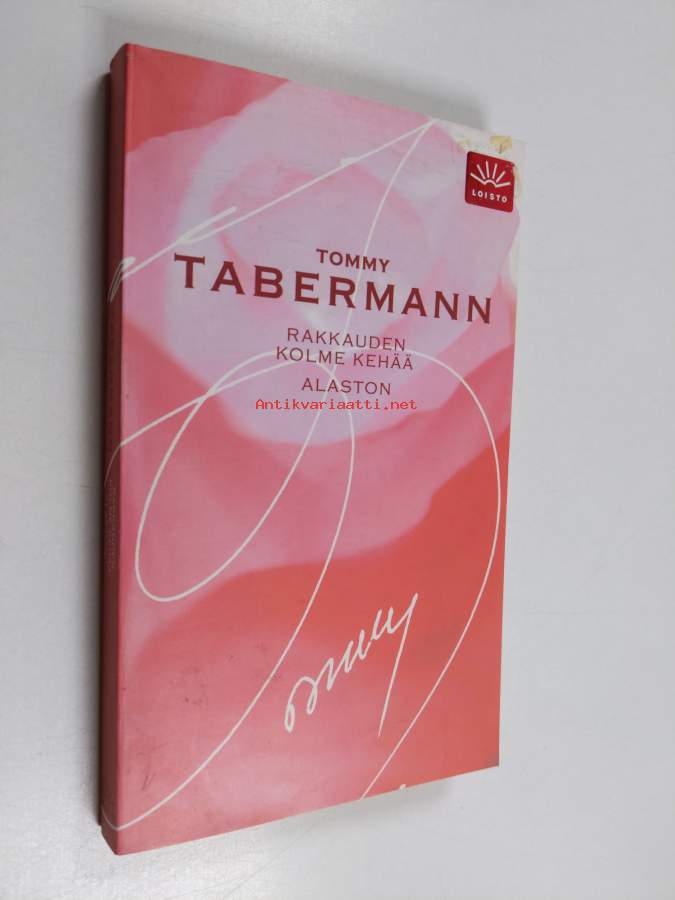 LOISTO
TOMMY
TABERMANN
RAKKAUDEN
KOLME KEHÄÄ
ALASTON
Antikvariaatti.net